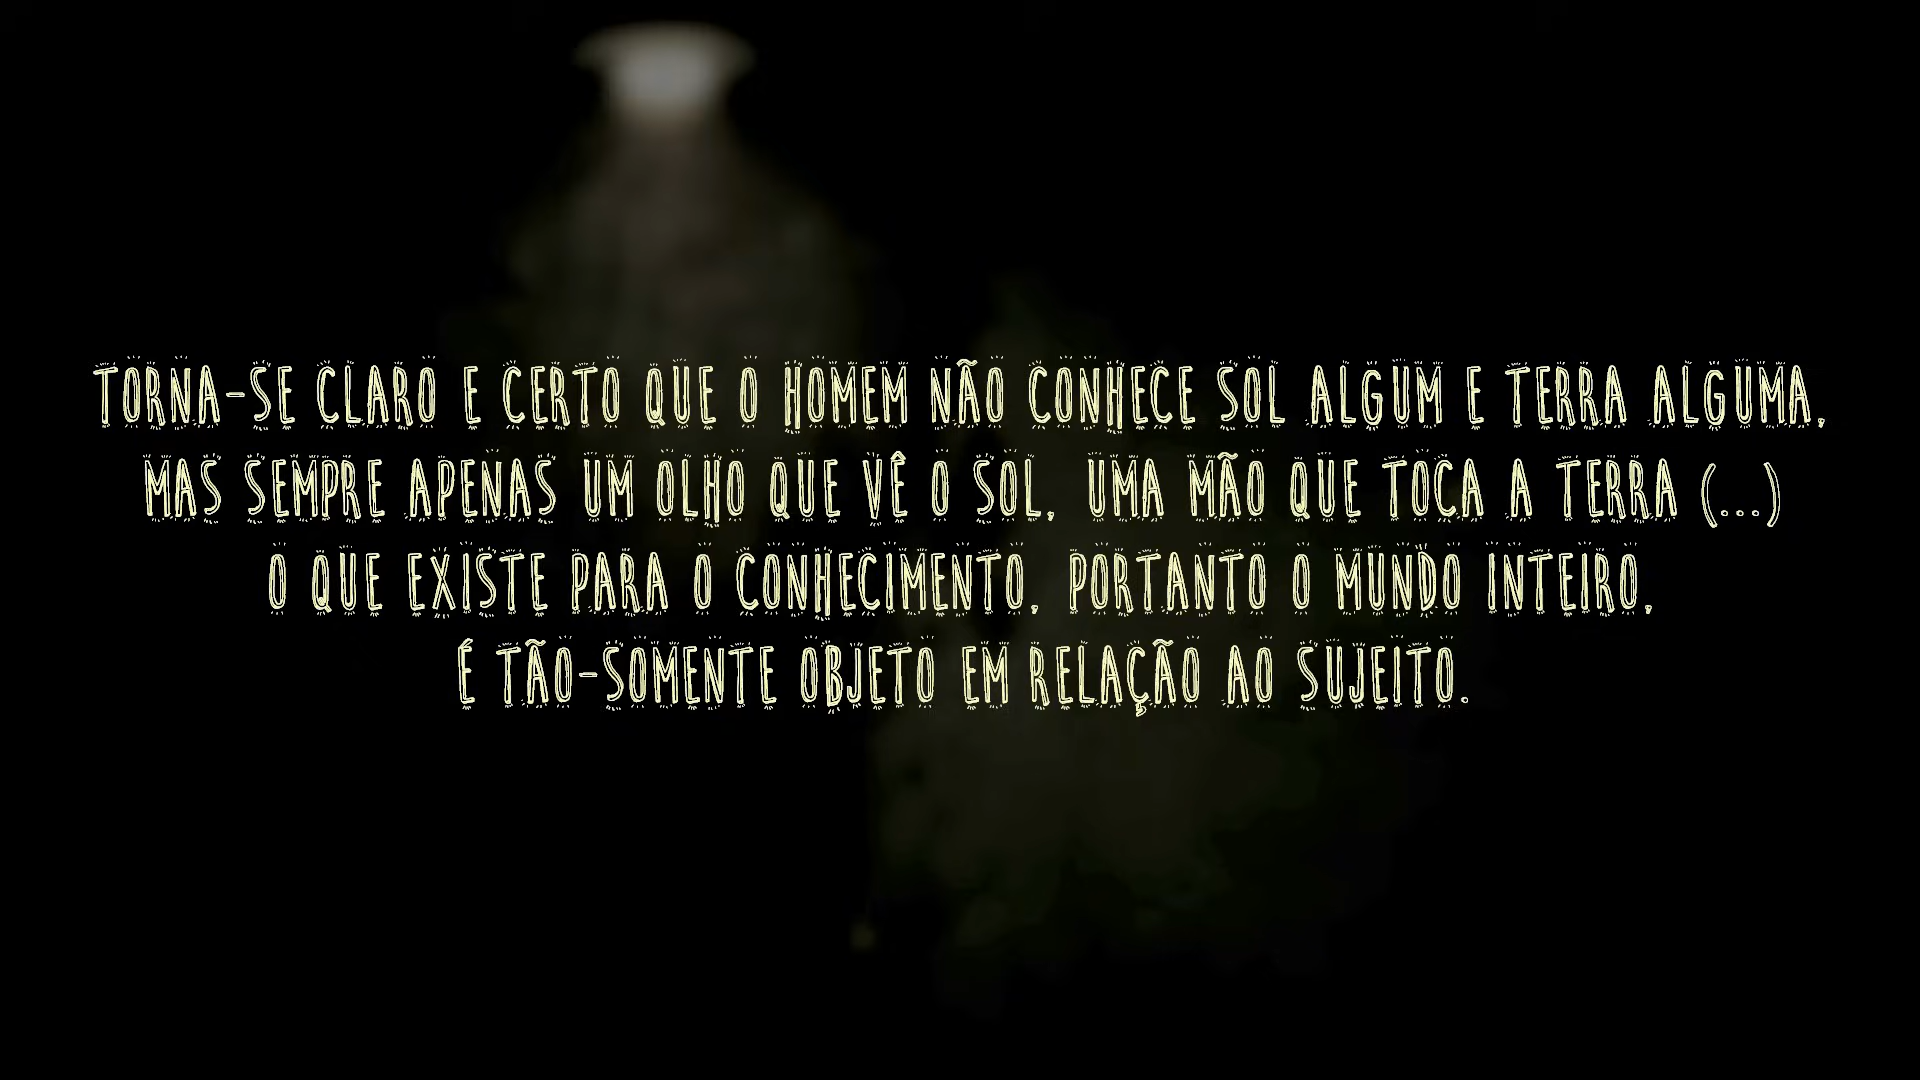 TORNA-SE CLARO E CERTO QUE O HOMEM NÃO CONHECE SOL ALGUM E TERRA ALGUMA,
MAS SEMPRE APENAS UM OLHO QUE VÊ O SOL, UMA MÃO QUE TOCA A TERRA (...)
O QUE EXISTE PARA O CONHECIMENTO, PORTANTO O MUNDO INTEIRO,
É TÃO-SOMENTE OBJETO EM RELAÇÃO AO SUJEITO.